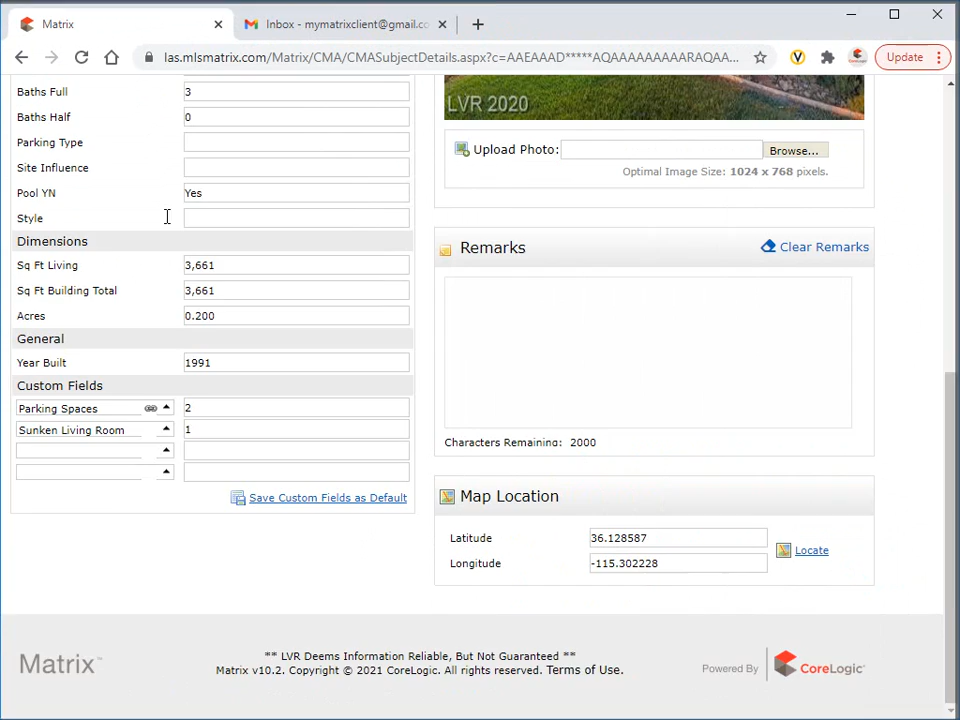 Matrix
Inbox - mymatrixclient@gmail.co
las.mlsmatrix.com/Matrix/CMA/CMASubjectDetails.aspx?c=AAEAAAD*****AQAAAAAAAAARAQAA...
Update
Baths Full 3
Baths Half 0
Parking Type
Site Influence
Pool YN Yes
Style
Dimensions
Sq Ft Living 3,661
Sq Ft Building Total 3,661
Acres 0.200
General
Year Built 1991
Custom Fields
Parking Spaces 2
Sunken Living Room 1
Save Custom Fields as Default
LVR 2020
Upload Photo: Browse...
Optimal Image Size: 1024 x 768 pixels.
Remarks Clear Remarks
Characters Remaining: 2000
Map Location
Latitude 36.128587
Locate
Longitude -115.302228
Matrix™
** LVR Deems Information Reliable, But Not Guaranteed **
Matrix v10.2. Copyright © 2021 CoreLogic. All rights reserved. Terms of Use.
Powered By CoreLogic